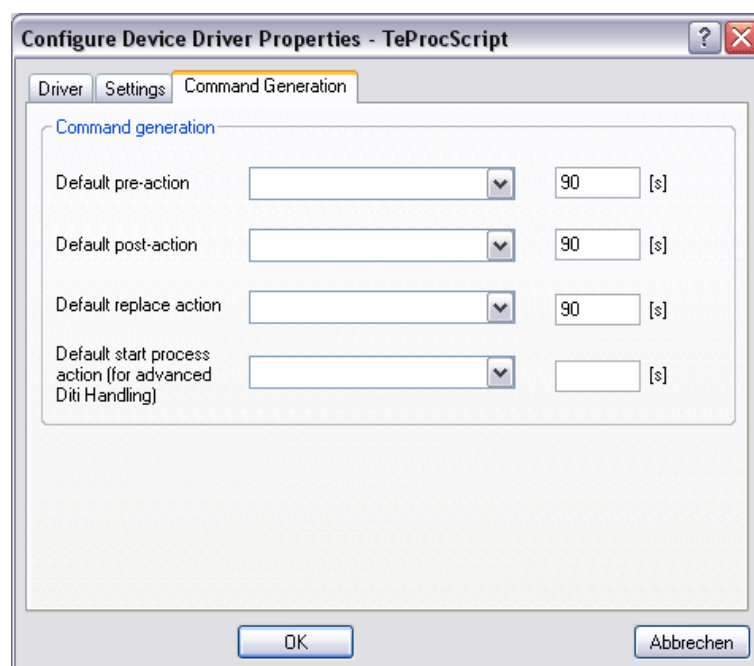 Configure Device Driver Properties - TeProcScript
Driver Settings Command Generation
Command generation
Default pre-action 90 [s]
Default post-action 90 [s]
Default replace action 90 [s]
Default start process
action (for advanced [s]
Diti Handling)
OK Abbrechen